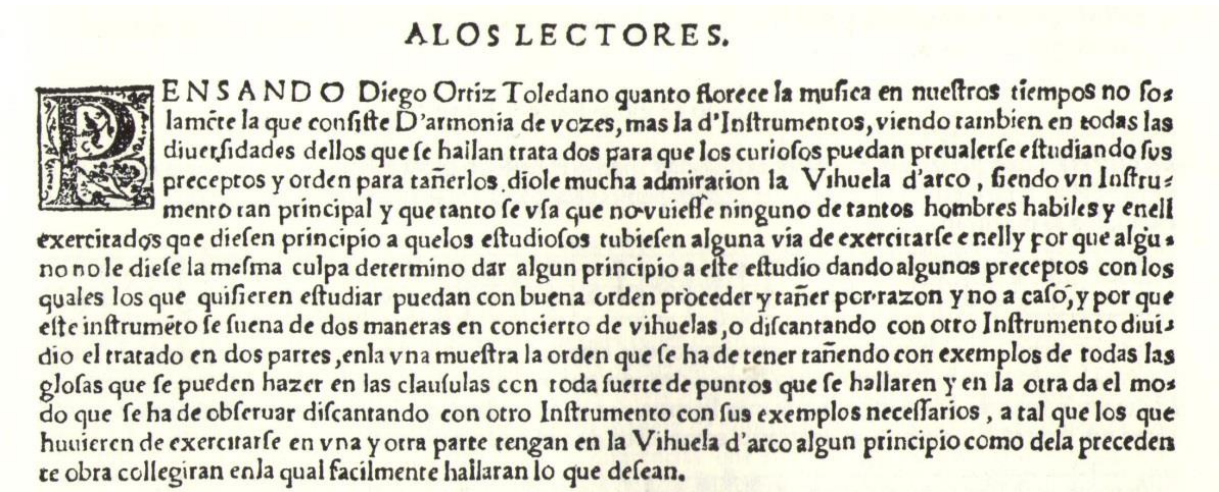 ALOS LECTORES.
PENSANDO Diego Ortiz Toledano quanto florece la muſica en nueſtros tiempos no ſo⸗
lamẽte la que conſiſte D'armonia de vozes, mas la d'Inſtrumentos, viendo tambien en todas las
diuerſidades dellos que ſe hallan trata dos para que los curioſos puedan preualerſe eſtudiando ſus
preceptos y orden para tañerlos, diole mucha admiration la Vihuela d'arco, ſiendo vn Inſtru⸗
mento tan principal y que tanto ſe vſa que no vuieſſe ninguno de tantos hombres habiles y enell
exercitados que dieſen principio a quelos eſtudioſos tubieſen alguna via de exercitarſe e nelly por que algu⸗
no no le dieſe la meſma culpa determino dar algun principio a eſte eſtudio dando algunos preceptos con los
quales los que quiſieren eſtudiar puedan con buena orden proceder y tañer por razon y no a caſo, y por que
eſte inſtrumẽto ſe ſuena de dos maneras en concierto de vihuelas, o diſcantando con otro Inſtrumento diui⸗
dio el tratado en dos partes, enla vna mueſtra la orden que ſe ha de tener tañendo con exemplos de todas las
gloſas que ſe pueden hazer en las clauſulas con toda ſuerte de puntos que ſe hallaren y en la otra da el mo⸗
do que ſe ha de obſeruar diſcantando con otro Inſtrumento con ſus exemplos neceſſarios, a tal que los que
huuieren de exercitarſe en vna y otra parte tengan en la Vihuela d'arco algun principio como dela preceden
te obra collegiran enla qual facilmente hallaran lo que deſean.